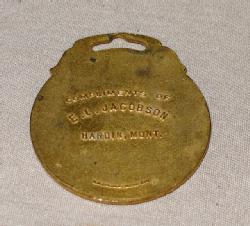 COMPLIMENTS OF
E. J. JACOBSON
HARDIN, MONT.